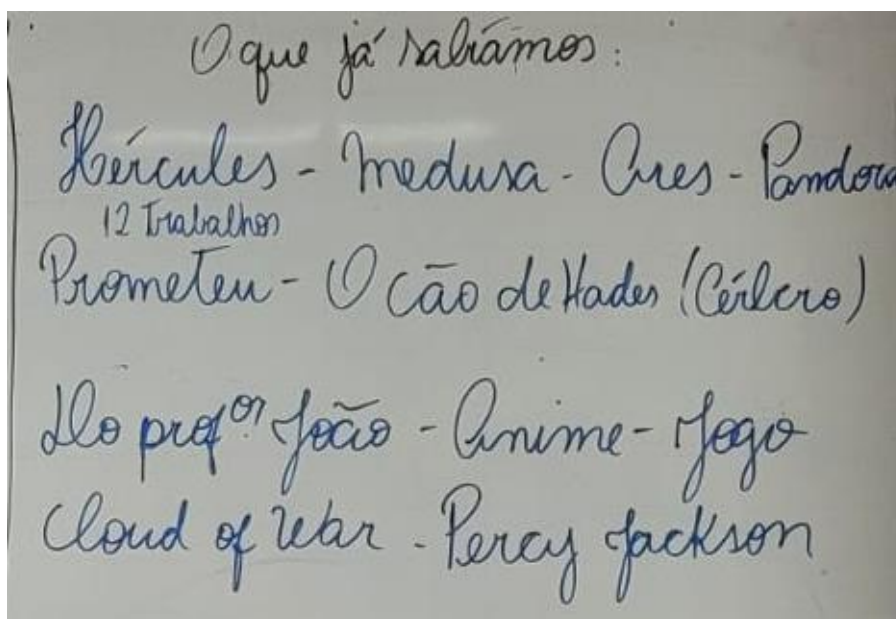 O que já sabíamos:
Hércules - Medusa - Ares - Pandora
12 Trabalhos
Prometeu - O cão de Hades (Cérbero)
Do prof.or João - Anime - Jogo
Cloud of War - Percy Jackson